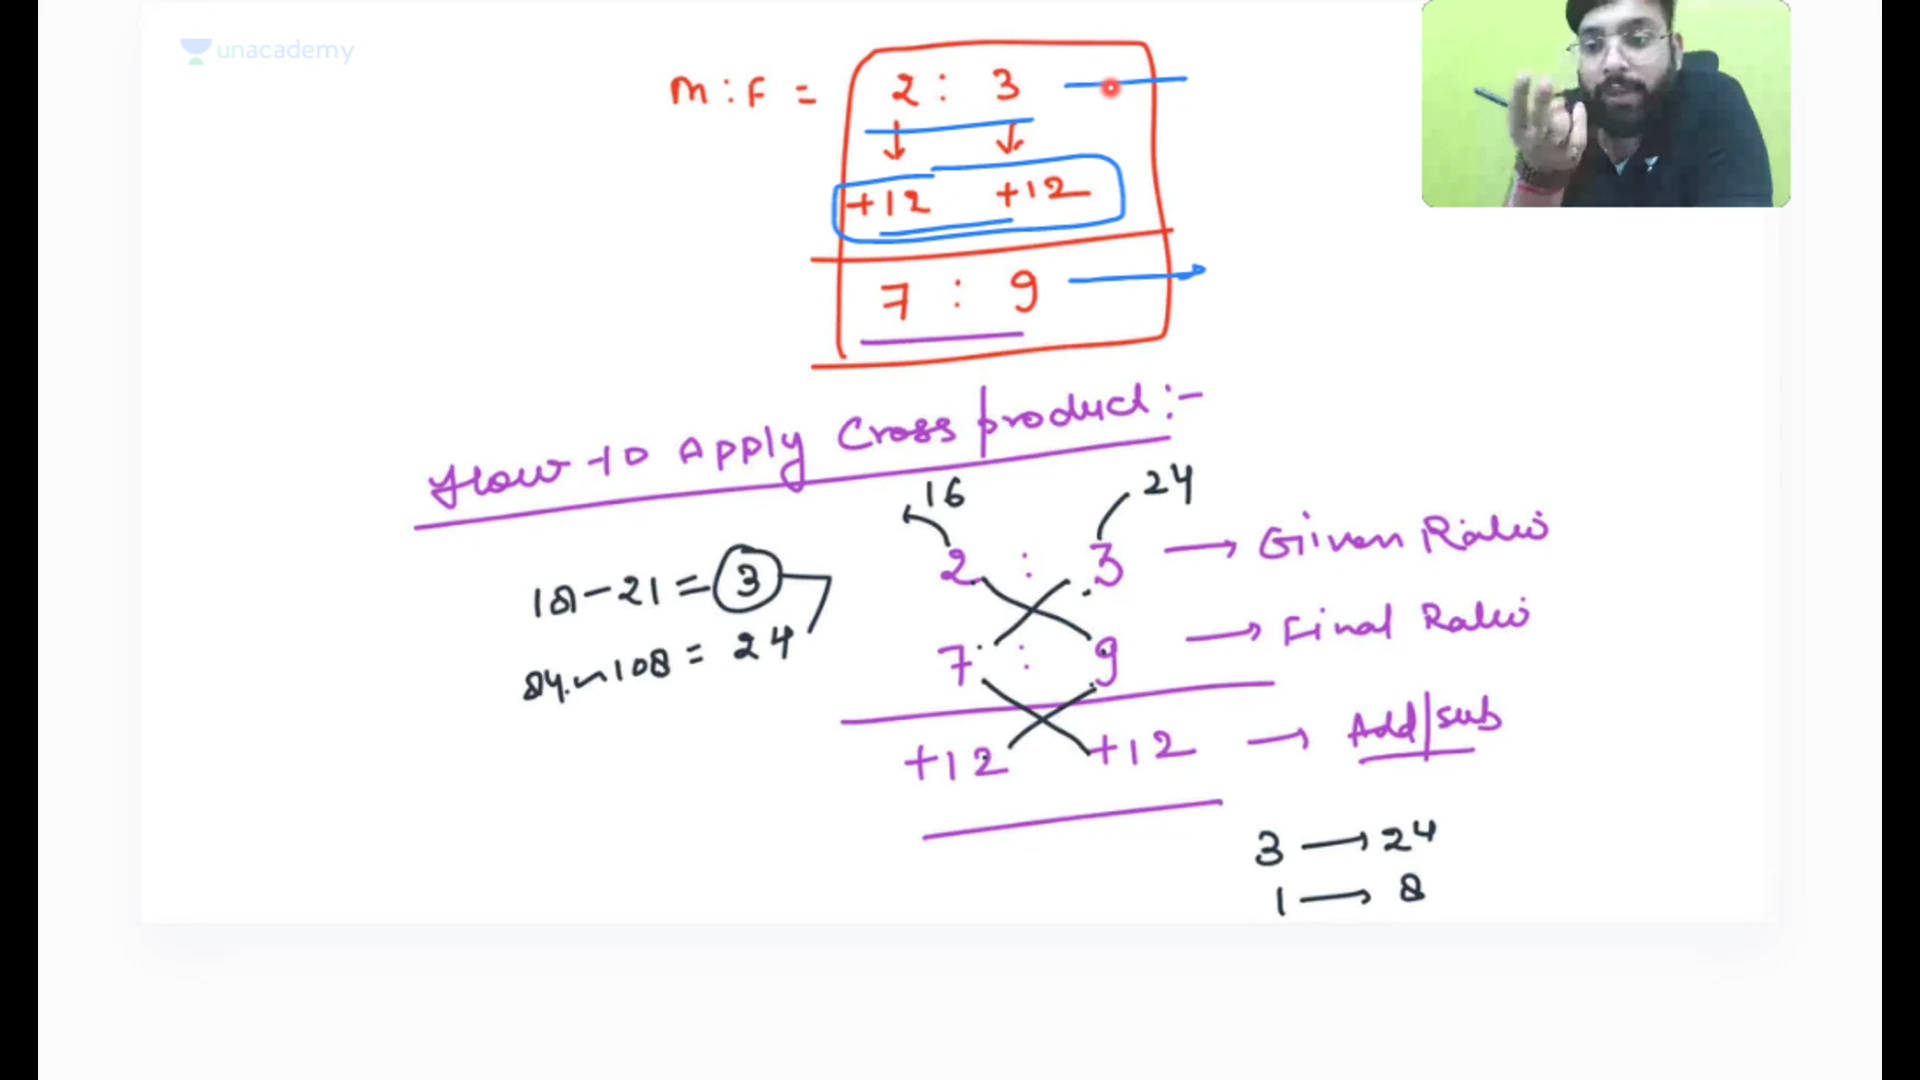 unacademy
m : F = 2 : 3
+12 +12
7 : 9
How to Apply Cross product :-
16 24
2 : 3 → Given Ratio
18-21 = 3
7 : 9 → Final Ratio
84 ~ 108 = 24
+12 +12 → Add/sub
3 → 24
1 → 8